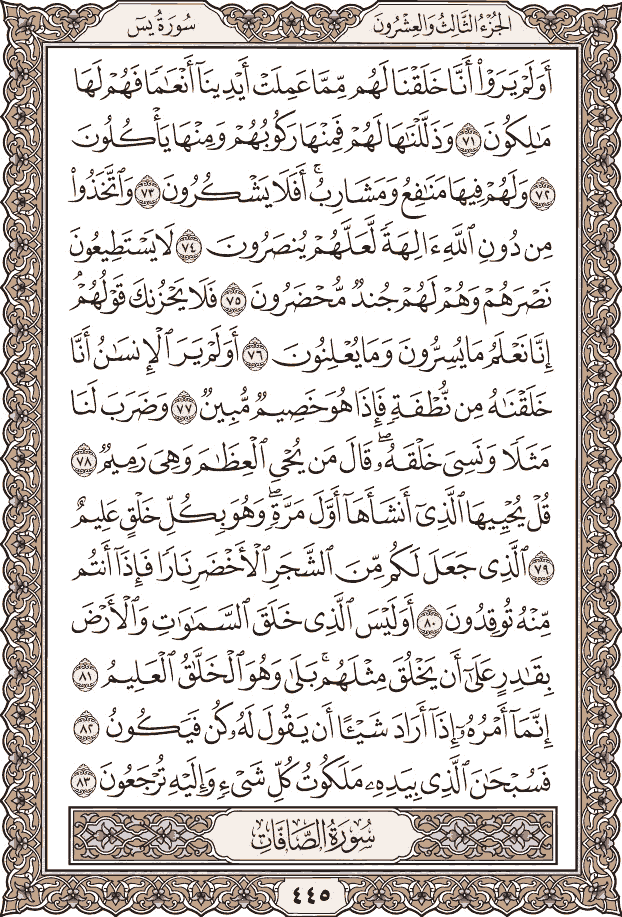 الجزء الثالث والعشرون
سورة يس
أَوَلَمْ يَرَوْا۟ أَنَّا خَلَقْنَا لَهُم مِّمَّا عَمِلَتْ أَيْدِينَآ أَنْعَٰمًا فَهُمْ لَهَا
مَٰلِكُونَ ٧١ وَذَلَّلْنَٰهَا لَهُمْ فَمِنْهَا رَكُوبُهُمْ وَمِنْهَا يَأْكُلُونَ
٧٢ وَلَهُمْ فِيهَا مَنَٰفِعُ وَمَشَارِبُ ۖ أَفَلَا يَشْكُرُونَ ٧٣ وَٱتَّخَذُوا۟
مِن دُونِ ٱللَّهِ ءَالِهَةً لَّعَلَّهُمْ يُنصَرُونَ ٧٤ لَا يَسْتَطِيعُونَ
نَصْرَهُمْ وَهُمْ لَهُمْ جُندٌ مُّحْضَرُونَ ٧٥ فَلَا يَحْزُنكَ قَوْلُهُمْ ۘ
إِنَّا نَعْلَمُ مَا يُسِرُّونَ وَمَا يُعْلِنُونَ ٧٦ أَوَلَمْ يَرَ ٱلْإِنسَٰنُ أَنَّا
خَلَقْنَٰهُ مِن نُّطْفَةٍ فَإِذَا هُوَ خَصِيمٌ مُّبِينٌ ٧٧ وَضَرَبَ لَنَا
مَثَلًا وَنَسِىَ خَلْقَهُۥ ۖ قَالَ مَن يُحْىِ ٱلْعِظَٰمَ وَهِىَ رَمِيمٌ ٧٨
قُلْ يُحْيِيهَا ٱلَّذِىٓ أَنشَأَهَآ أَوَّلَ مَرَّةٍ ۖ وَهُوَ بِكُلِّ خَلْقٍ عَلِيمٌ
٧٩ ٱلَّذِى جَعَلَ لَكُم مِّنَ ٱلشَّجَرِ ٱلْأَخْضَرِ نَارًا فَإِذَآ أَنتُم
مِّنْهُ تُوقِدُونَ ٨٠ أَوَلَيْسَ ٱلَّذِى خَلَقَ ٱلسَّمَٰوَٰتِ وَٱلْأَرْضَ
بِقَٰدِرٍ عَلَىٰٓ أَن يَخْلُقَ مِثْلَهُم ۚ بَلَىٰ وَهُوَ ٱلْخَلَّٰقُ ٱلْعَلِيمُ ٨١
إِنَّمَآ أَمْرُهُۥٓ إِذَآ أَرَادَ شَيْـًٔا أَن يَقُولَ لَهُۥ كُن فَيَكُونُ ٨٢
فَسُبْحَٰنَ ٱلَّذِى بِيَدِهِۦ مَلَكُوتُ كُلِّ شَىْءٍ وَإِلَيْهِ تُرْجَعُونَ ٨٣
سُورَةُ الصَّافَّاتِ
٤٤٥